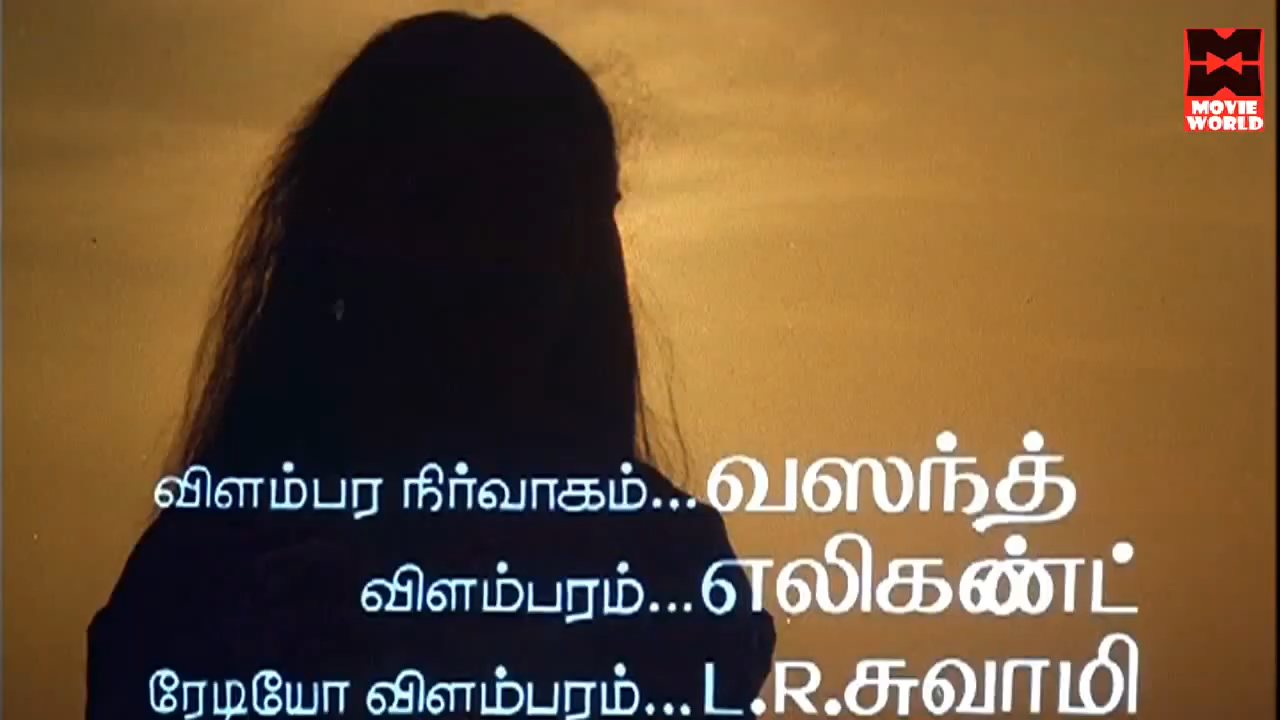 MOVIE
WORLD
விளம்பர நிர்வாகம்...வஸந்த்
விளம்பரம்...எலிகண்ட்
ரேடியோ விளம்பரம்...L.R.சுவாமி